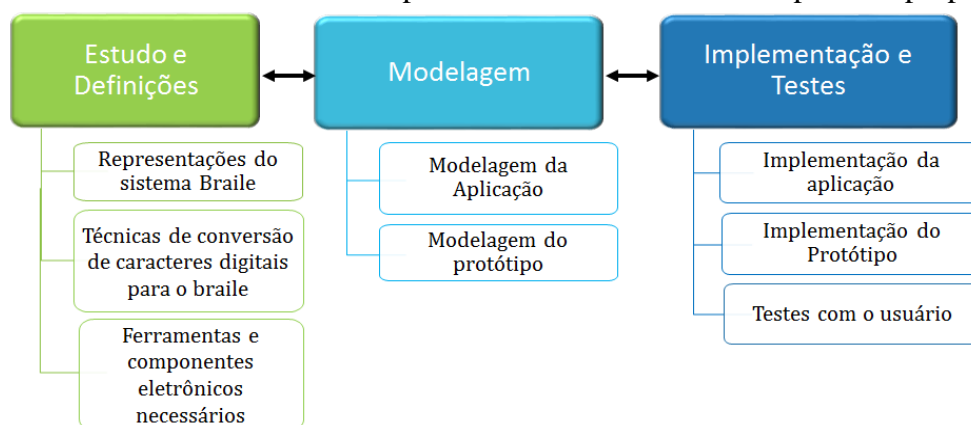 Estudo e
Definições
Modelagem
Implementação e
Testes
Representações do
sistema Braile
Técnicas de conversão
de caracteres digitais
para o braile
Ferramentas e
componentes
eletrônicos
necessários
Modelagem da
Aplicação
Modelagem do
protótipo
Implementação da
aplicação
Implementação do
Protótipo
Testes com o usuário